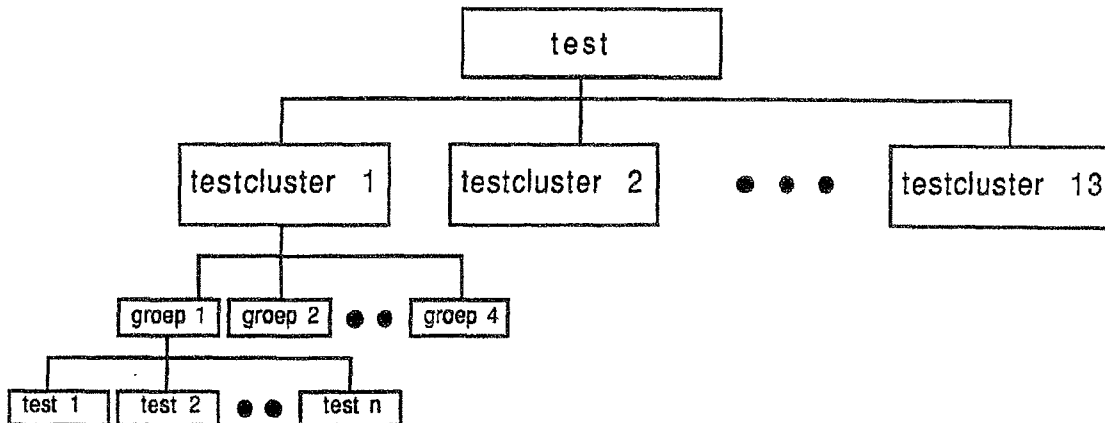 test
testcluster 1
testcluster 2
testcluster 13
groep 1
groep 2
groep 4
test 1
test 2
test n